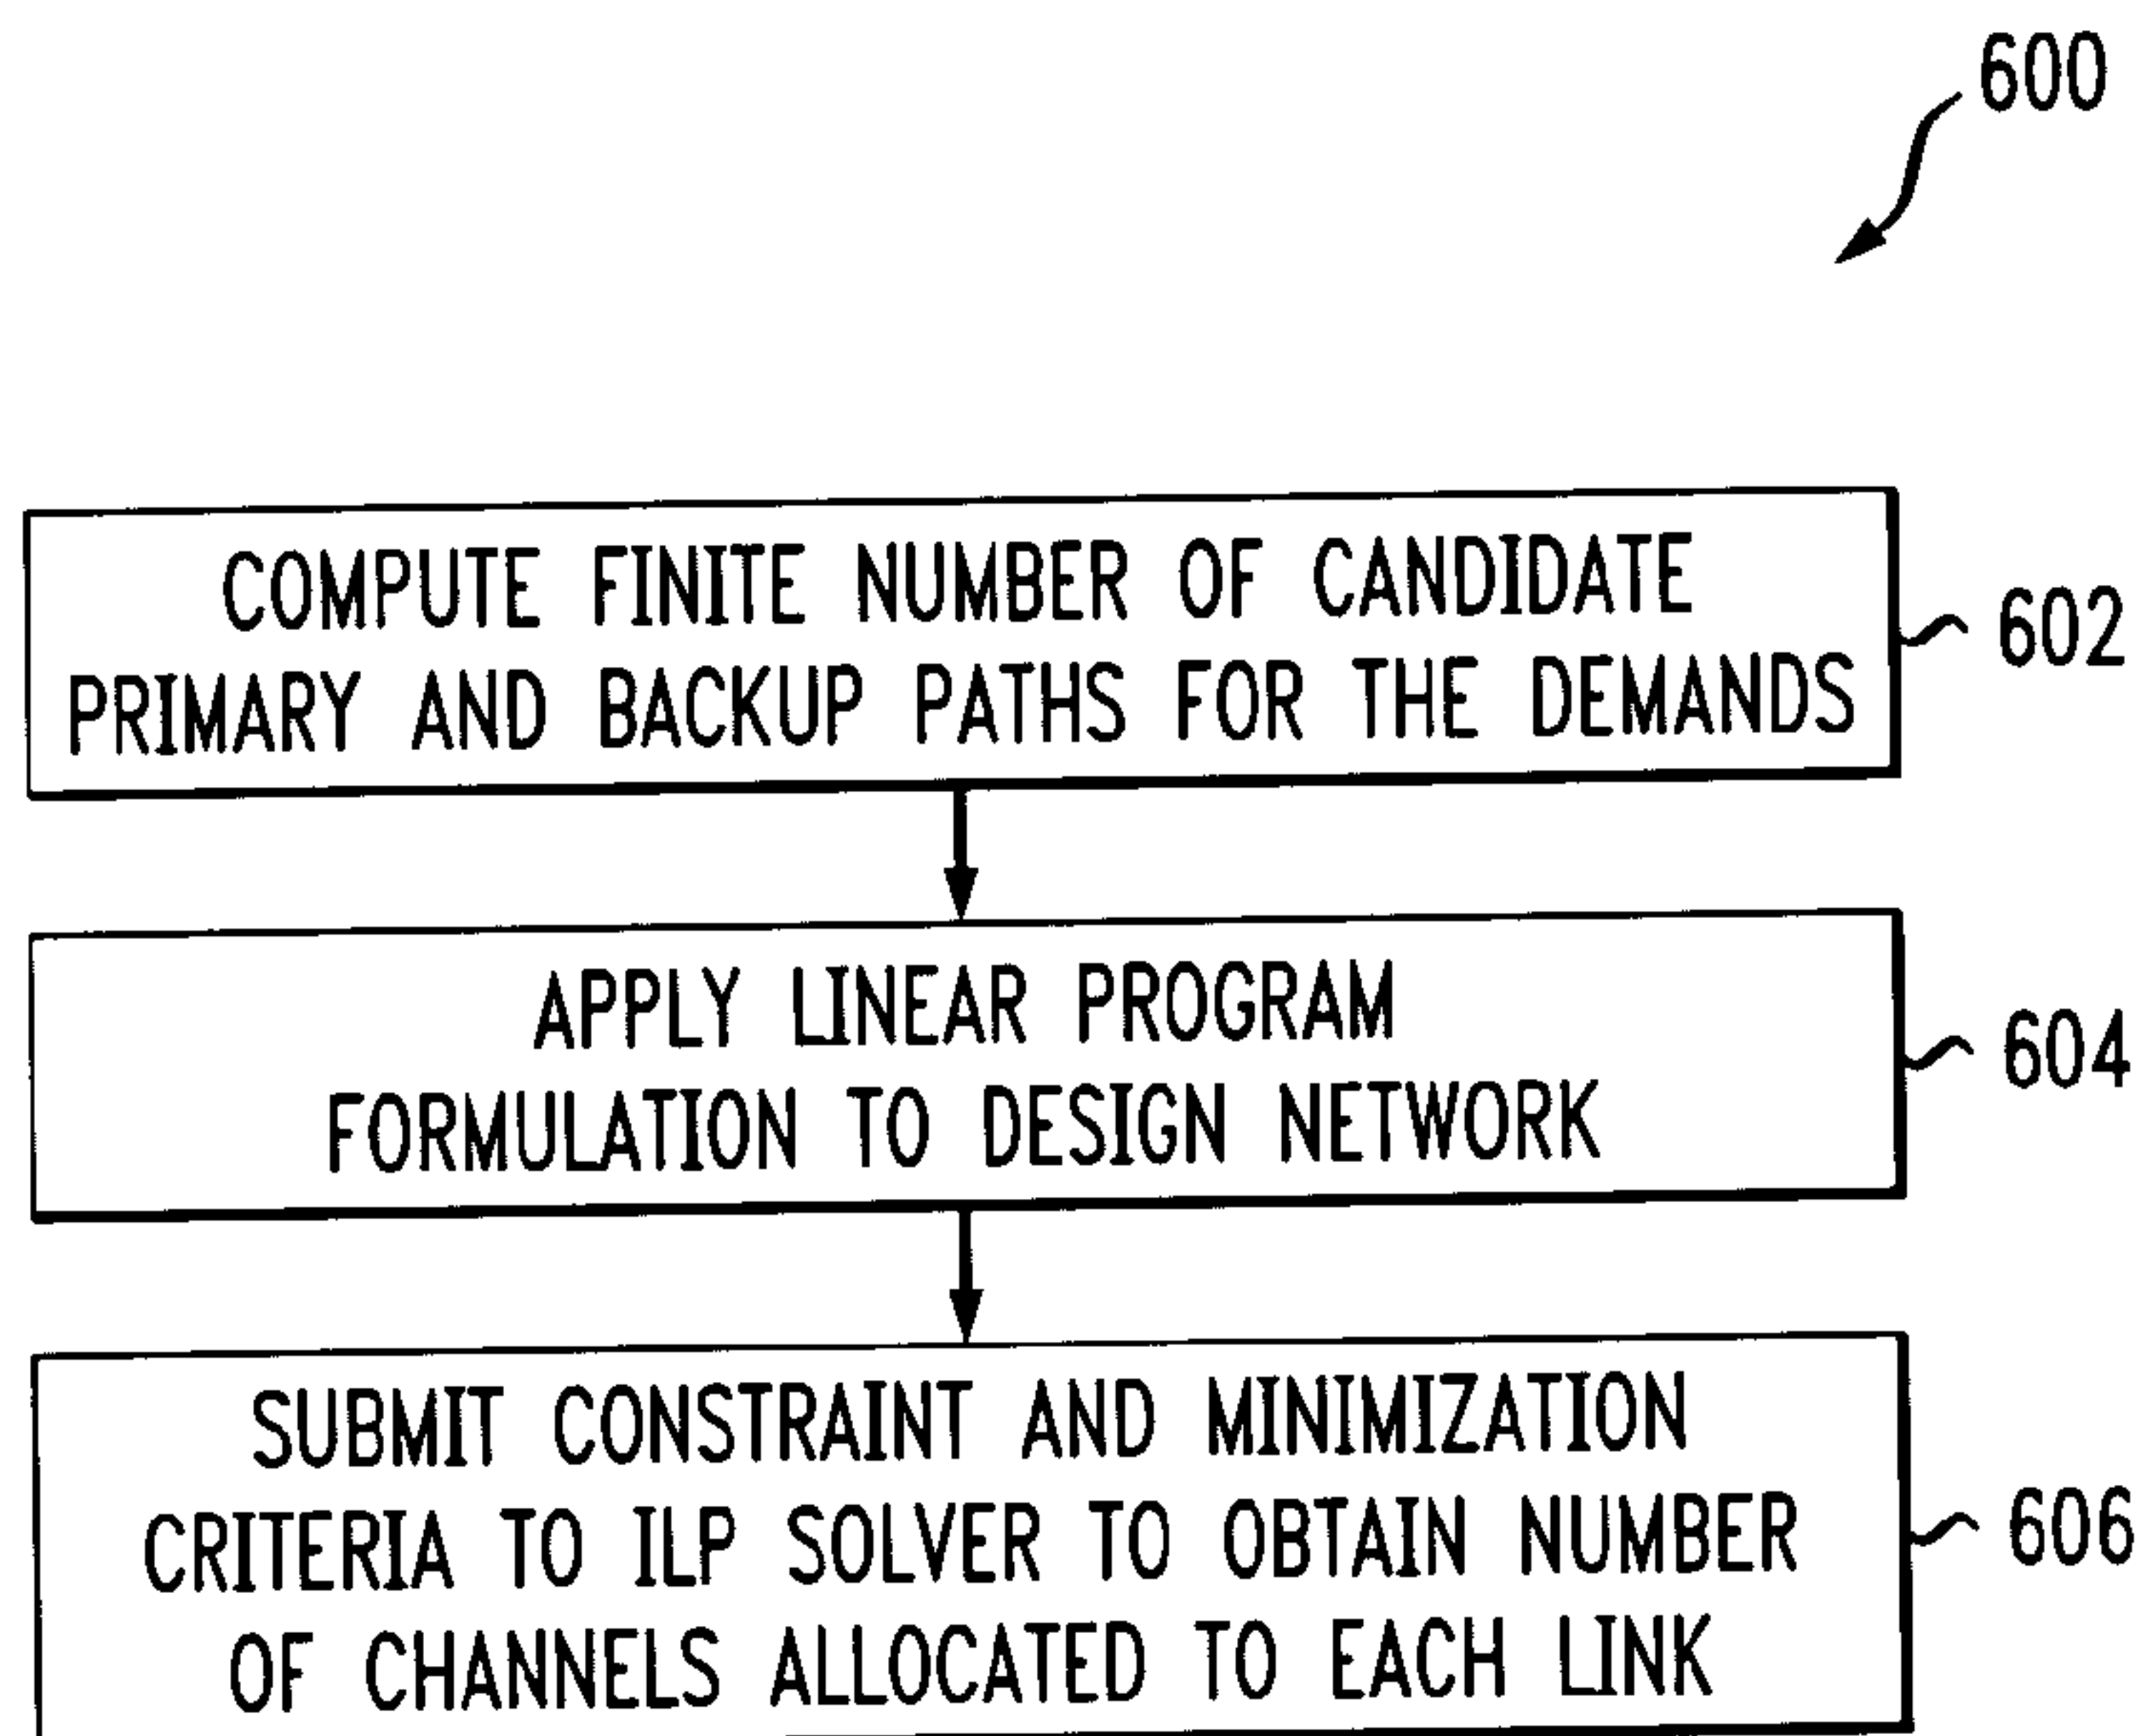 600
COMPUTE FINITE NUMBER OF CANDIDATE
PRIMARY AND BACKUP PATHS FOR THE DEMANDS
602
APPLY LINEAR PROGRAM
FORMULATION TO DESIGN NETWORK
604
SUBMIT CONSTRAINT AND MINIMIZATION
CRITERIA TO ILP SOLVER TO OBTAIN NUMBER
OF CHANNELS ALLOCATED TO EACH LINK
606